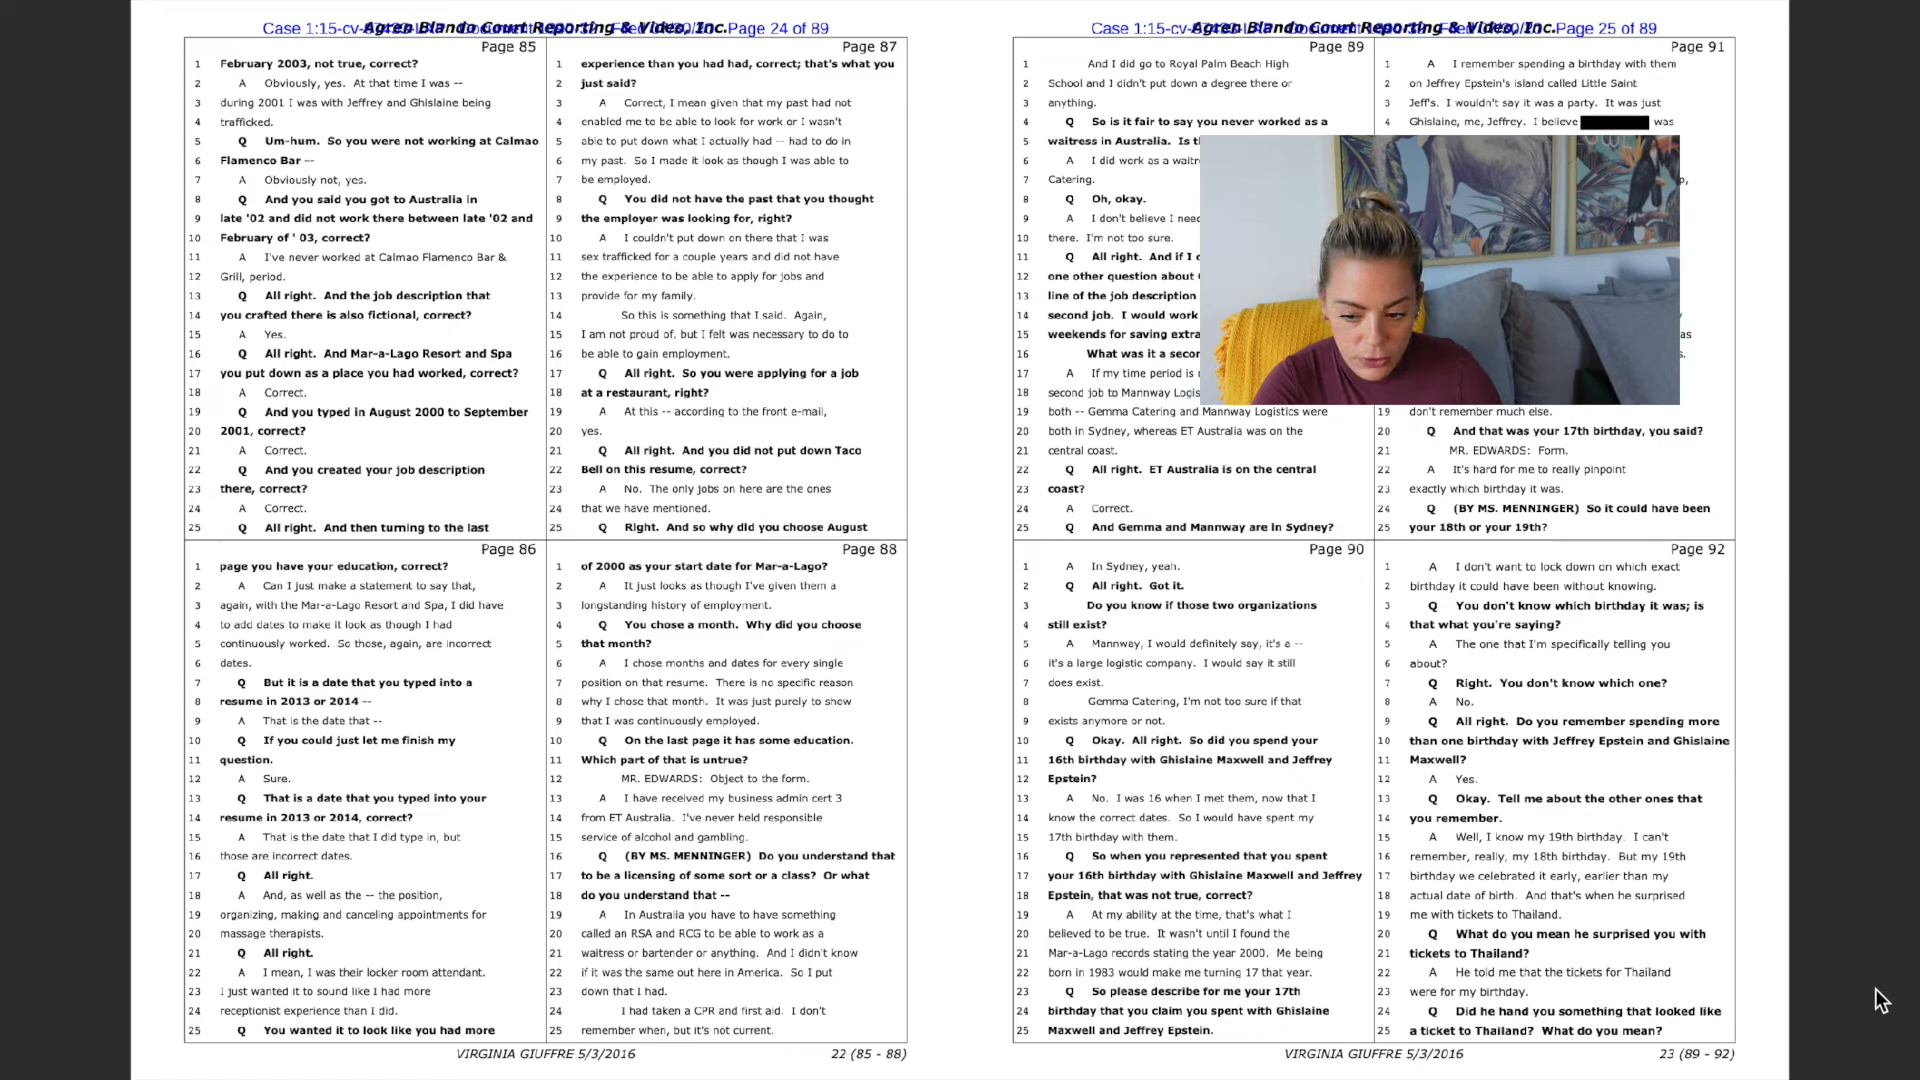 Case 1:15-cv- Page 24 of 89
Agren Blando Court Reporting & Video, Inc.
Page 85
1 February 2003, not true, correct?
2 A Obviously, yes. At that time I was --
3 during 2001 I was with Jeffrey and Ghislaine being
4 trafficked.
5 Q Um-hum. So you were not working at Calmao
6 Flamenco Bar --
7 A Obviously not, yes.
8 Q And you said you got to Australia in
9 late '02 and did not work there between late '02 and
10 February of ' 03, correct?
11 A I've never worked at Calmao Flamenco Bar &
12 Grill, period.
13 Q All right. And the job description that
14 you crafted there is also fictional, correct?
15 A Yes.
16 Q All right. And Mar-a-Lago Resort and Spa
17 you put down as a place you had worked, correct?
18 A Correct.
19 Q And you typed in August 2000 to September
20 2001, correct?
21 A Correct.
22 Q And you created your job description
23 there, correct?
24 A Correct.
25 Q All right. And then turning to the last
Page 86
1 page you have your education, correct?
2 A Can I just make a statement to say that,
3 again, with the Mar-a-Lago Resort and Spa, I did have
4 to add dates to make it look as though I had
5 continuously worked. So those, again, are incorrect
6 dates.
7 Q But it is a date that you typed into a
8 resume in 2013 or 2014 --
9 A That is the date that --
10 Q If you could just let me finish my
11 question.
12 A Sure.
13 Q That is a date that you typed into your
14 resume in 2013 or 2014, correct?
15 A That is the date that I did type in, but
16 those are incorrect dates.
17 Q All right.
18 A And, as well as the -- the position,
19 organizing, making and canceling appointments for
20 massage therapists.
21 Q All right.
22 A I mean, I was their locker room attendant.
23 I just wanted it to sound like I had more
24 receptionist experience than I did.
25 Q You wanted it to look like you had more
Page 87
1 experience than you had had, correct; that's what you
2 just said?
3 A Correct, I mean given that my past had not
4 enabled me to be able to look for work or I wasn't
5 able to put down what I actually had -- had to do in
6 my past. So I made it look as though I was able to
7 be employed.
8 Q You did not have the past that you thought
9 the employer was looking for, right?
10 A I couldn't put down on there that I was
11 sex trafficked for a couple years and did not have
12 the experience to be able to apply for jobs and
13 provide for my family.
14 So this is something that I said. Again,
15 I am not proud of, but I felt was necessary to do to
16 be able to gain employment.
17 Q All right. So you were applying for a job
18 at a restaurant, right?
19 A At this -- according to the front e-mail,
20 yes.
21 Q All right. And you did not put down Taco
22 Bell on this resume, correct?
23 A No. The only jobs on here are the ones
24 that we have mentioned.
25 Q Right. And so why did you choose August
Page 88
1 of 2000 as your start date for Mar-a-Lago?
2 A It just looks as though I've given them a
3 longstanding history of employment.
4 Q You chose a month. Why did you choose
5 that month?
6 A I chose months and dates for every single
7 position on that resume. There is no specific reason
8 why I chose that month. It was just purely to show
9 that I was continuously employed.
10 Q On the last page it has some education.
11 Which part of that is untrue?
12 MR. EDWARDS: Object to the form.
13 A I have received my business admin cert 3
14 from ET Australia. I've never held responsible
15 service of alcohol and gambling.
16 Q (BY MS. MENNINGER) Do you understand that
17 to be a licensing of some sort or a class? Or what
18 do you understand that --
19 A In Australia you have to have something
20 called an RSA and RCG to be able to work as a
21 waitress or bartender or anything. And I didn't know
22 if it was the same out here in America. So I put
23 down that I had.
24 I had taken a CPR and first aid. I don't
25 remember when, but it's not current.
VIRGINIA GIUFFRE 5/3/2016 22 (85 - 88)
Case 1:15-cv- Page 25 of 89
Agren Blando Court Reporting & Video, Inc.
Page 89
1 And I did go to Royal Palm Beach High
2 School and I didn't put down a degree there or
3 anything.
4 Q So is it fair to say you never worked as a
5 waitress in Australia. Is
6 A I did work as a
7 Catering.
8 Q Oh, okay.
9 A I don't believe I
10 there. I'm not too sure.
11 Q All right. And if I
12 one other question about
13 line of the job description
14 second job. I would work
15 weekends for saving
16 What was it a
17 A If my time period is
18 second job to Mannway
19 both -- Gemma Catering and Mannway Logistics were
20 both in Sydney, whereas ET Australia was on the
21 central coast.
22 Q All right. ET Australia is on the central
23 coast?
24 A Correct.
25 Q And Gemma and Mannway are in Sydney?
Page 90
1 A In Sydney, yeah.
2 Q All right. Got it.
3 Do you know if those two organizations
4 still exist?
5 A Mannway, I would definitely say, it's a --
6 it's a large logistic company. I would say it still
7 does exist.
8 Gemma Catering, I'm not too sure if that
9 exists anymore or not.
10 Q Okay. All right. So did you spend your
11 16th birthday with Ghislaine Maxwell and Jeffrey
12 Epstein?
13 A No. I was 16 when I met them, now that I
14 know the correct dates. So I would have spent my
15 17th birthday with them.
16 Q So when you represented that you spent
17 your 16th birthday with Ghislaine Maxwell and Jeffrey
18 Epstein, that was not true, correct?
19 A At my ability at the time, that's what I
20 believed to be true. It wasn't until I found the
21 Mar-a-Lago records stating the year 2000. Me being
22 born in 1983 would make me turning 17 that year.
23 Q So please describe for me your 17th
24 birthday that you claim you spent with Ghislaine
25 Maxwell and Jeffrey Epstein.
Page 91
1 A I remember spending a birthday with them
2 on Jeffrey Epstein's island called Little Saint
3 Jeff's. I wouldn't say it was a party. It was just
4 Ghislaine, me, Jeffrey. I believe was
19 don't remember much else.
20 Q And that was your 17th birthday, you said?
21 MR. EDWARDS: Form.
22 A It's hard for me to really pinpoint
23 exactly which birthday it was.
24 Q (BY MS. MENNINGER) So it could have been
25 your 18th or your 19th?
Page 92
1 A I don't want to lock down on which exact
2 birthday it could have been without knowing.
3 Q You don't know which birthday it was; is
4 that what you're saying?
5 A The one that I'm specifically telling you
6 about?
7 Q Right. You don't know which one?
8 A No.
9 Q All right. Do you remember spending more
10 than one birthday with Jeffrey Epstein and Ghislaine
11 Maxwell?
12 A Yes.
13 Q Okay. Tell me about the other ones that
14 you remember.
15 A Well, I know my 19th birthday. I can't
16 remember, really, my 18th birthday. But my 19th
17 birthday we celebrated it early, earlier than my
18 actual date of birth. And that's when he surprised
19 me with tickets to Thailand.
20 Q What do you mean he surprised you with
21 tickets to Thailand?
22 A He told me that the tickets for Thailand
23 were for my birthday.
24 Q Did he hand you something that looked like
25 a ticket to Thailand? What do you mean?
VIRGINIA GIUFFRE 5/3/2016 23 (89 - 92)